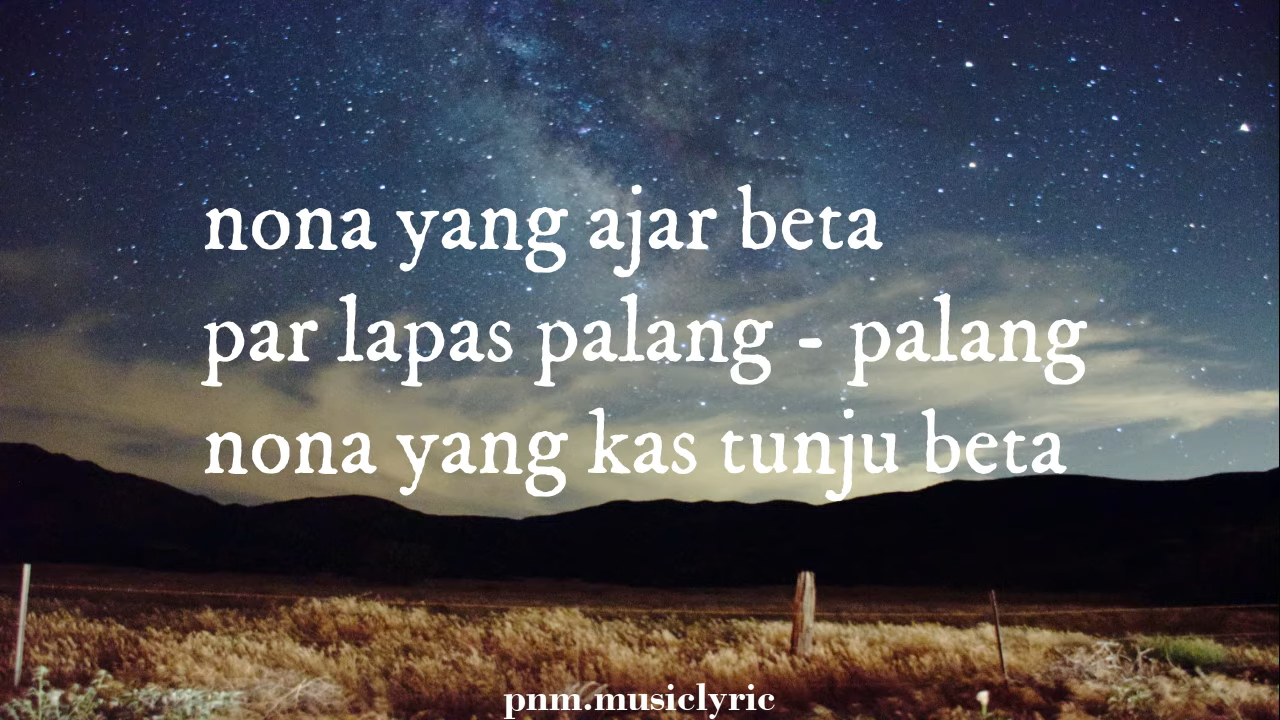 nona yang ajar beta
par lapas palang - palang
nona yang kas tunju beta
pnm.musiclyric